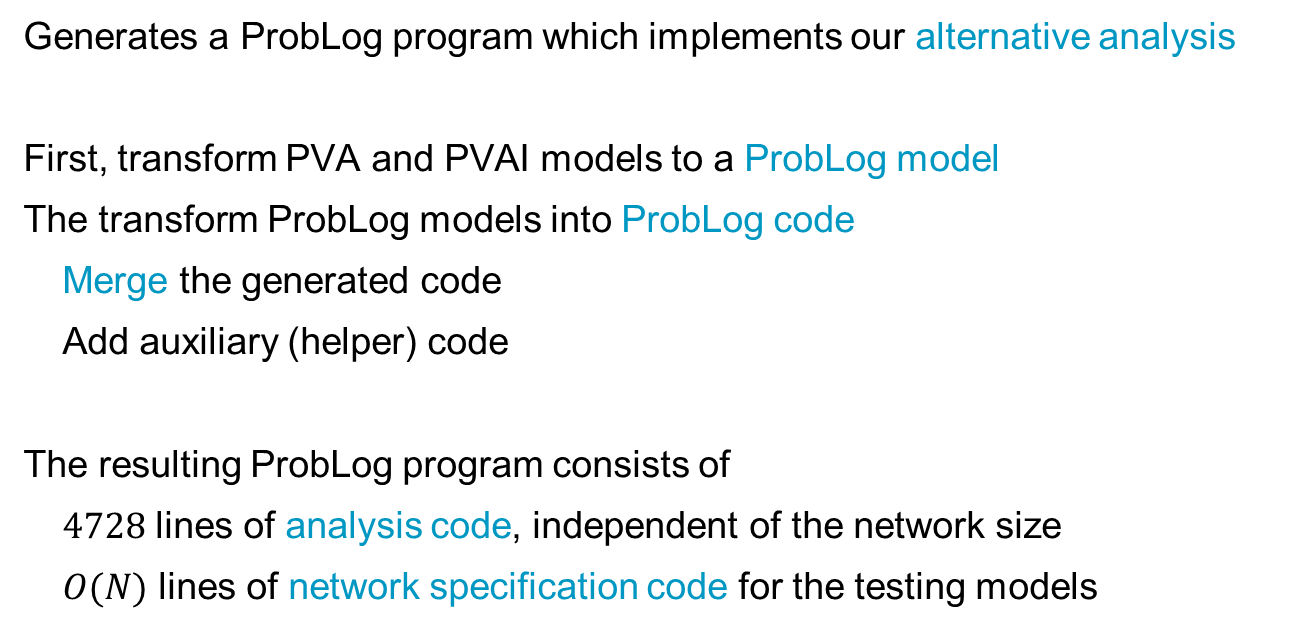 Generates a ProbLog program which implements our alternative analysis
First, transform PVA and PVAI models to a ProbLog model
The transform ProbLog models into ProbLog code
Merge the generated code
Add auxiliary (helper) code
The resulting ProbLog program consists of
4728 lines of analysis code, independent of the network size
O(N) lines of network specification code for the testing models